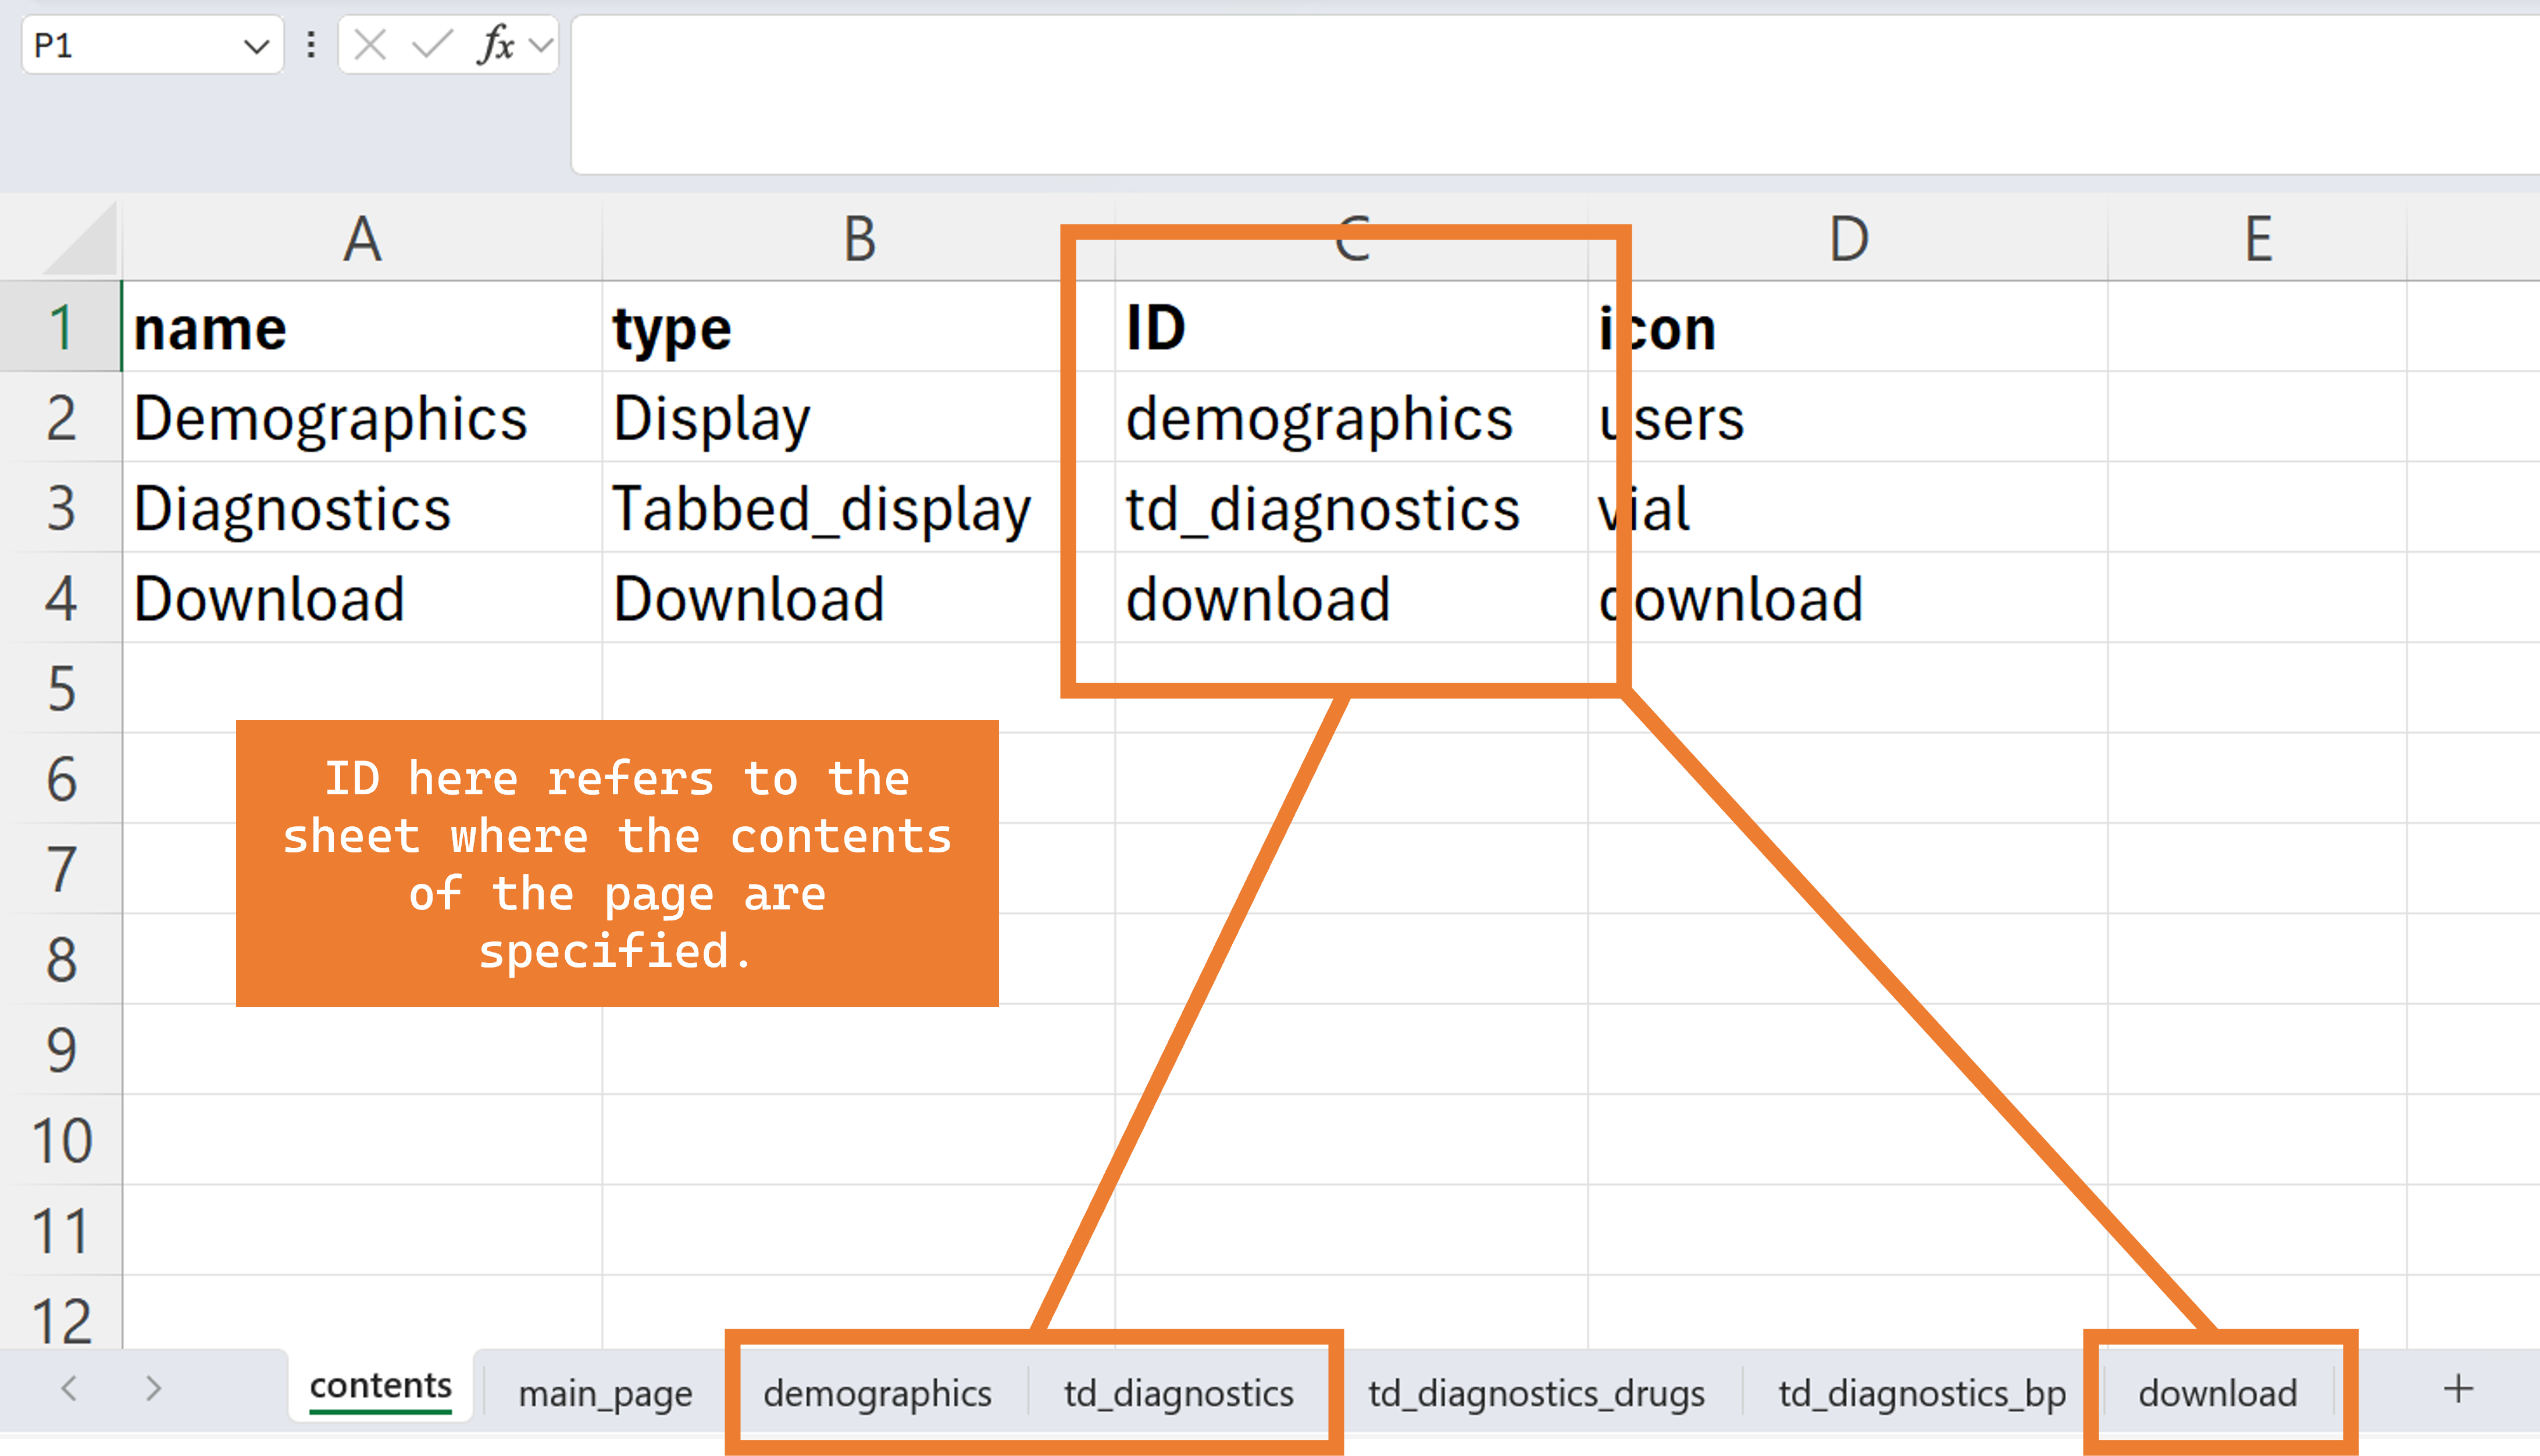 P1
fx
A B C D E
1 name type ID icon
2 Demographics Display demographics users
3 Diagnostics Tabbed_display td_diagnostics vial
4 Download Download download download
5
6
7
8
9
10
11
12
ID here refers to the
sheet where the contents
of the page are
specified.
contents main_page demographics td_diagnostics td_diagnostics_drugs td_diagnostics_bp download +